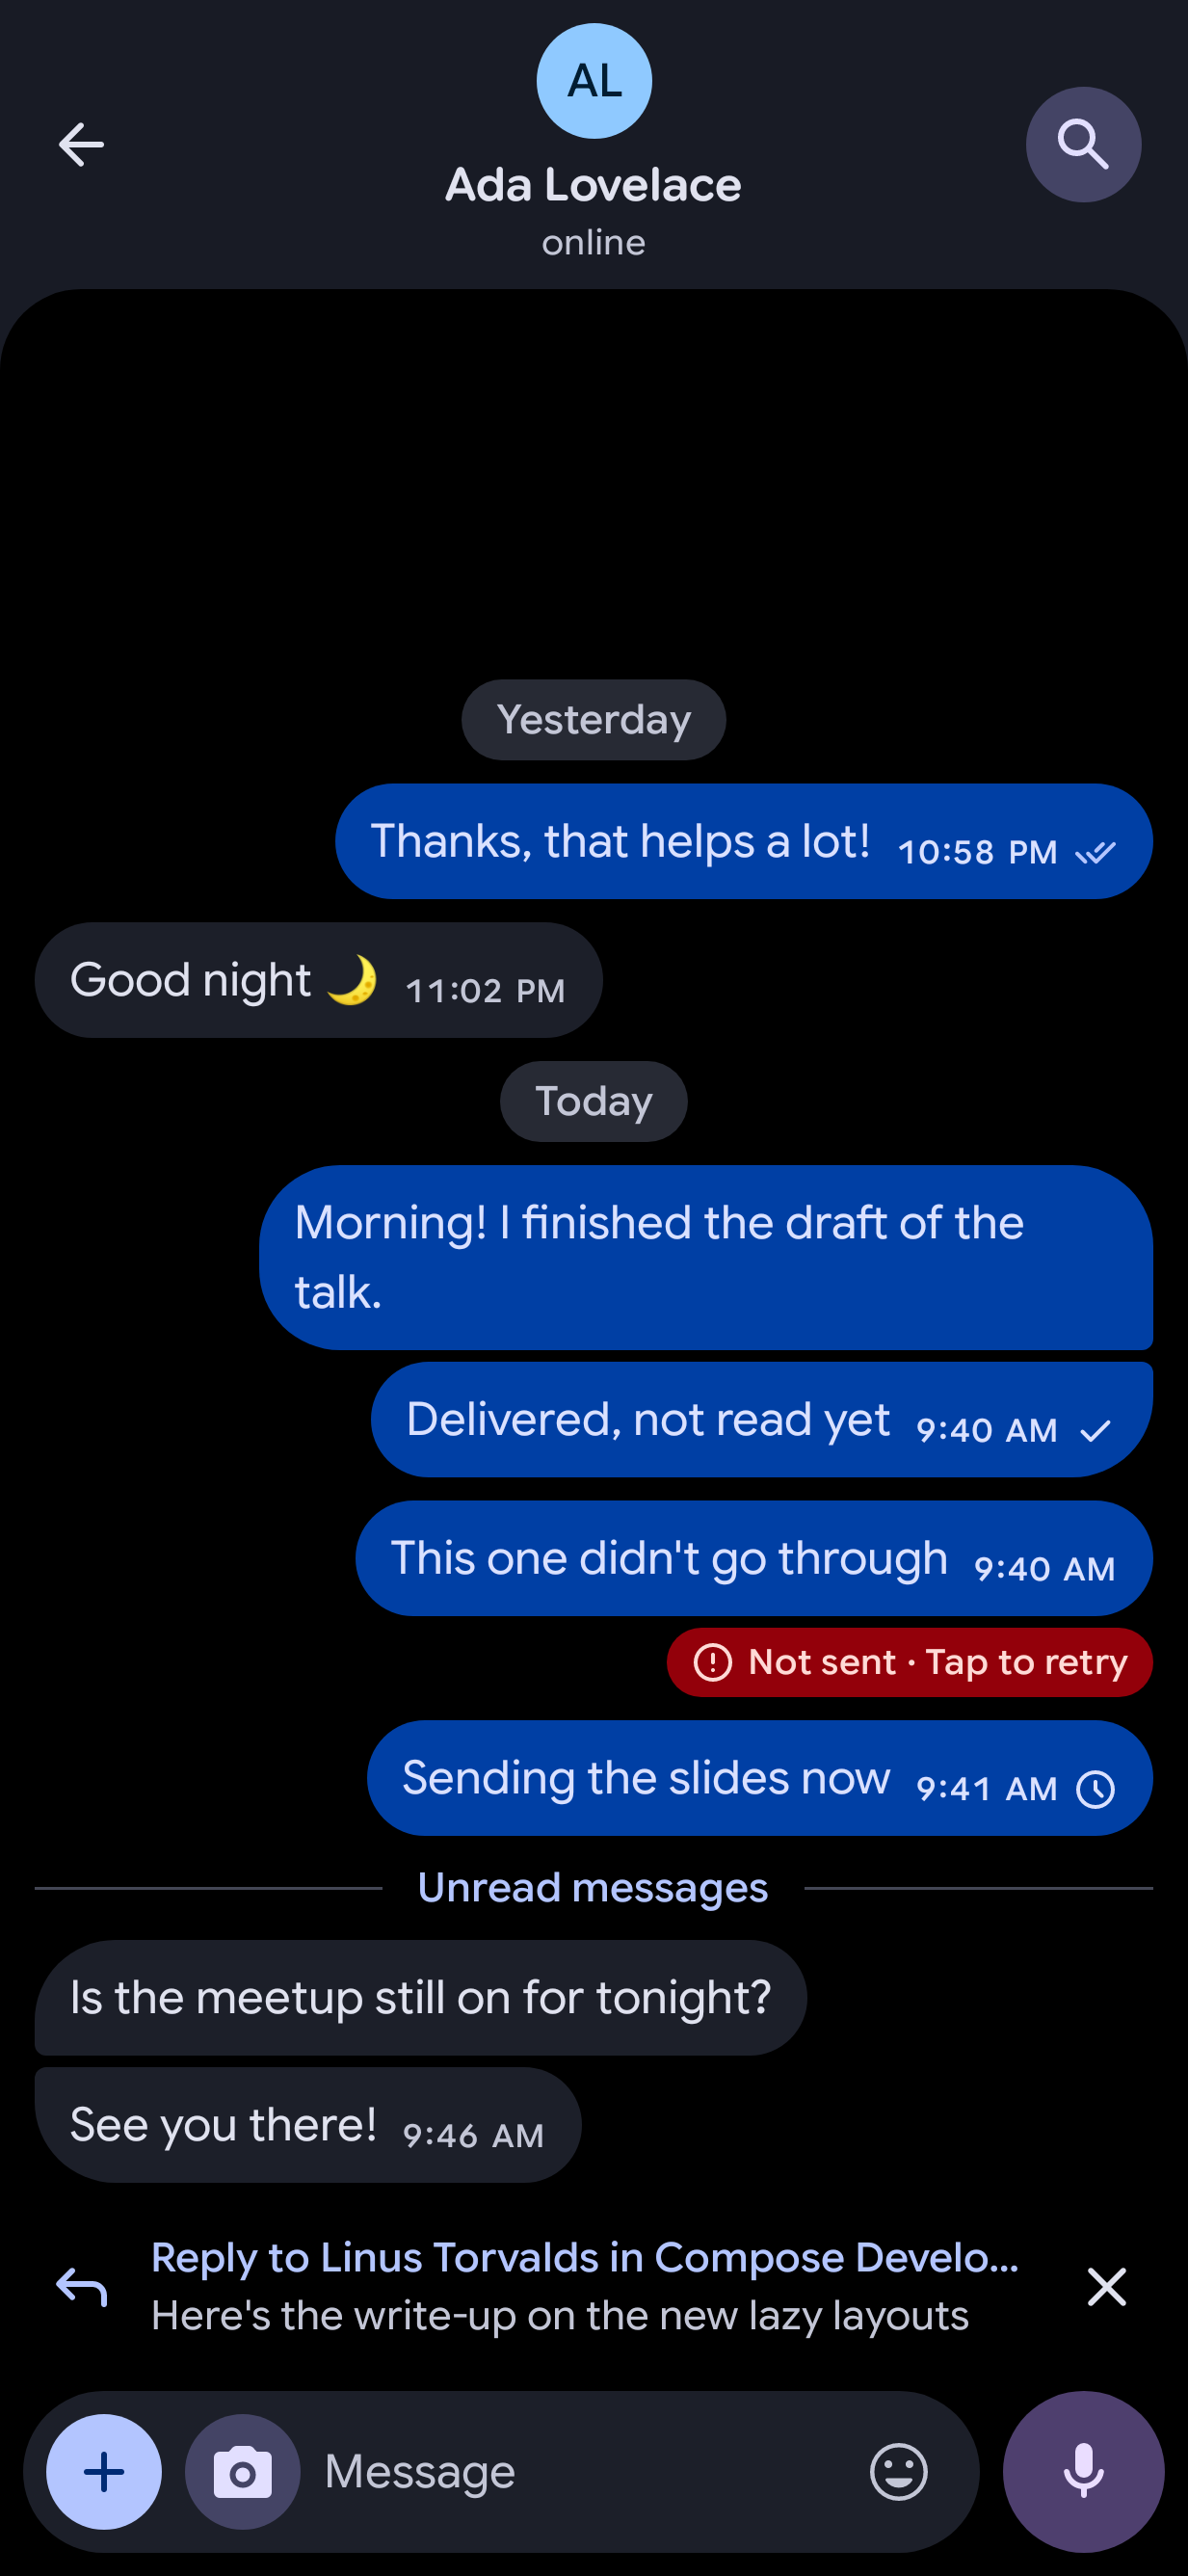 AL
Ada Lovelace
online
Yesterday
Thanks, that helps a lot! 10:58 PM
Good night 🌙 11:02 PM
Today
Morning! I finished the draft of the
talk.
Delivered, not read yet 9:40 AM
This one didn't go through 9:40 AM
Not sent · Tap to retry
Sending the slides now 9:41 AM
Unread messages
Is the meetup still on for tonight?
See you there! 9:46 AM
Reply to Linus Torvalds in Compose Develo...
Here's the write-up on the new lazy layouts
Message